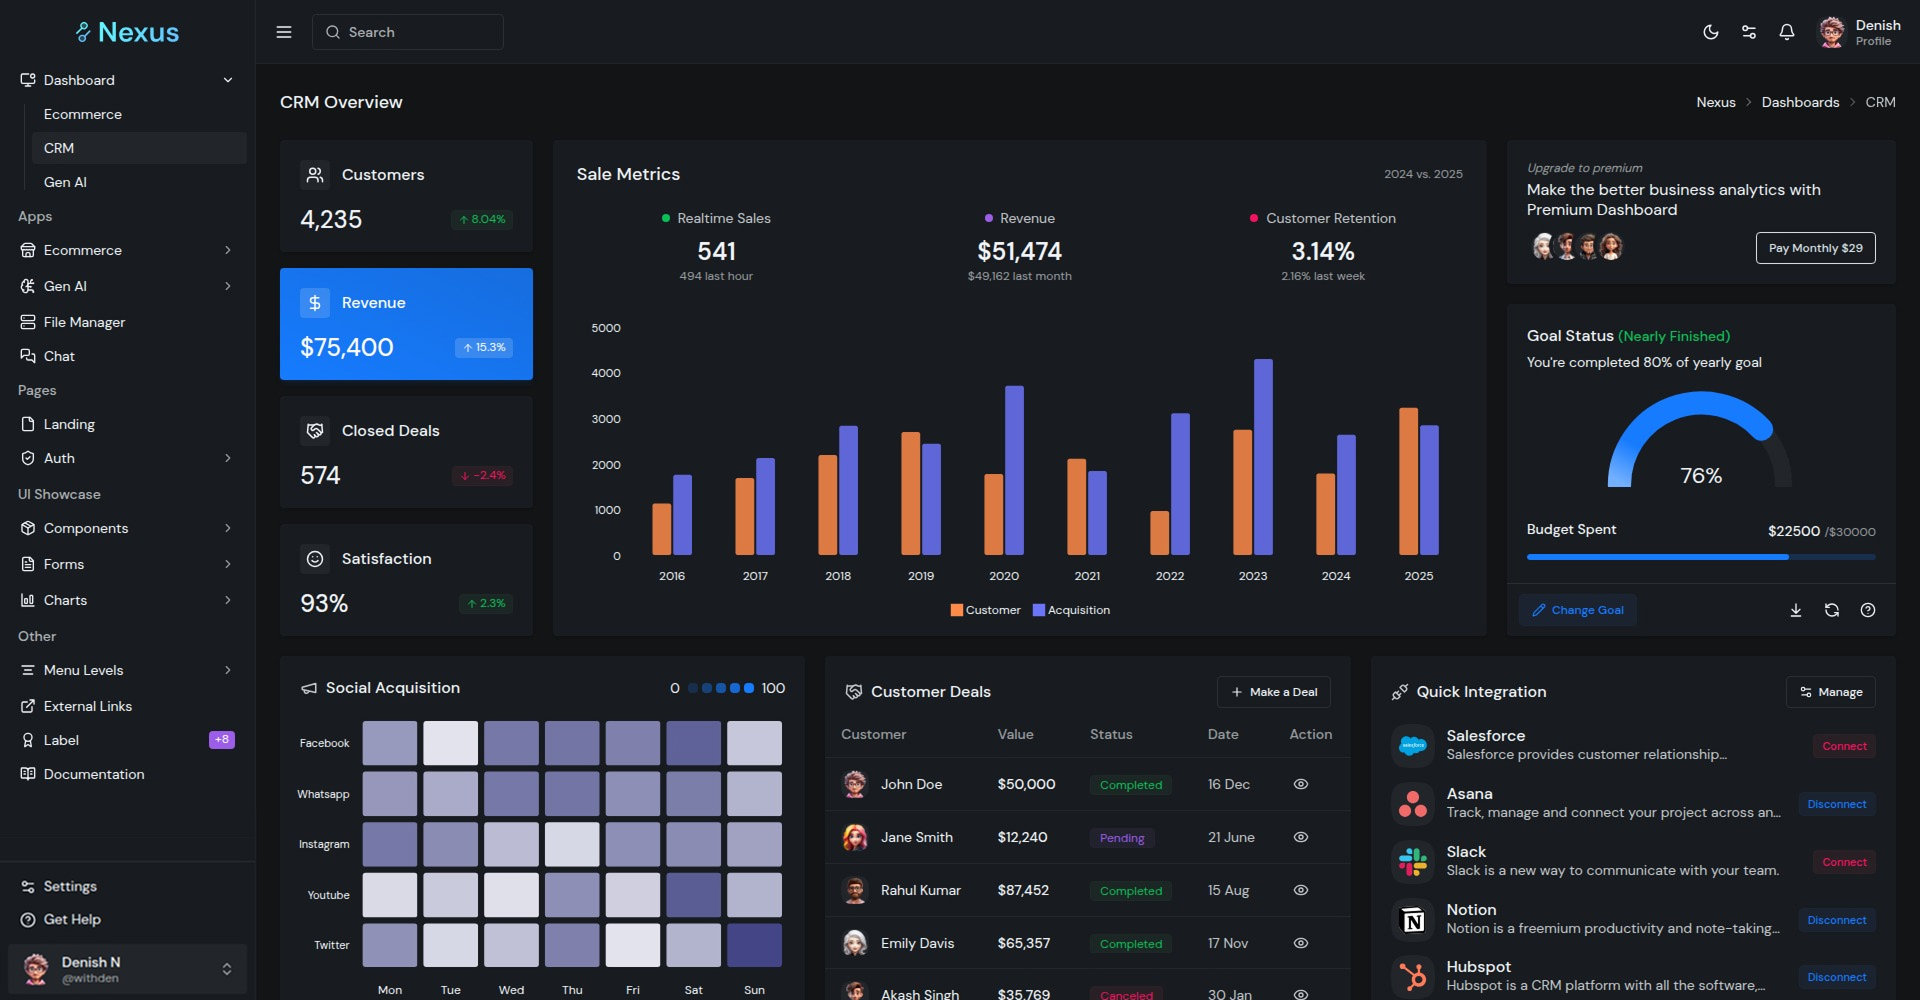 Nexus
Search
Denish
Profile
Dashboard
Ecommerce
CRM
Gen AI
Apps
Ecommerce
Gen AI
File Manager
Chat
Pages
Landing
Auth
UI Showcase
Components
Forms
Charts
Other
Menu Levels
External Links
Label +8
Documentation
Settings
Get Help
Denish N
@withden
CRM Overview
Nexus Dashboards CRM
Customers
4,235 8.04%
Revenue
$75,400 15.3%
Closed Deals
574 -2.4%
Satisfaction
93% 2.3%
Sale Metrics 2024 vs. 2025
Realtime Sales Revenue Customer Retention
541 $51,474 3.14%
494 last hour $49,162 last month 2.16% last week
5000
4000
3000
2000
1000
0
2016 2017 2018 2019 2020 2021 2022 2023 2024 2025
Customer Acquisition
Upgrade to premium
Make the better business analytics with
Premium Dashboard
Pay Monthly $29
Goal Status (Nearly Finished)
You're completed 80% of yearly goal
76%
Budget Spent $22500 /$30000
Change Goal
Social Acquisition 0 100
Facebook
Whatsapp
Instagram
Youtube
Twitter
Mon Tue Wed Thu Fri Sat Sun
Customer Deals Make a Deal
Customer Value Status Date Action
John Doe $50,000 Completed 16 Dec
Jane Smith $12,240 Pending 21 June
Rahul Kumar $87,452 Completed 15 Aug
Emily Davis $65,357 Completed 17 Nov
Akash Singh $35,769 Canceled 30 Jan
Quick Integration Manage
Salesforce
salesforce
Salesforce provides customer relationship...
Connect
Asana
Track, manage and connect your project across an...
Disconnect
Slack
Slack is a new way to communicate with your team.
Connect
Notion
Notion is a freemium productivity and note-taking...
Disconnect
Hubspot
Hubspot is a CRM platform with all the software,...
Disconnect